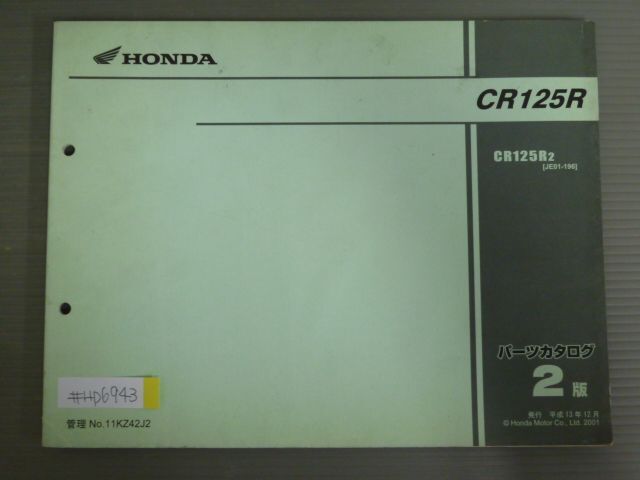 HONDA
CR125R
CR125R2
[JE01-196]
パーツカタログ
2版
発行 平成13年12月
© Honda Motor Co., Ltd. 2001
#HD6943
管理 No.11KZ42J2